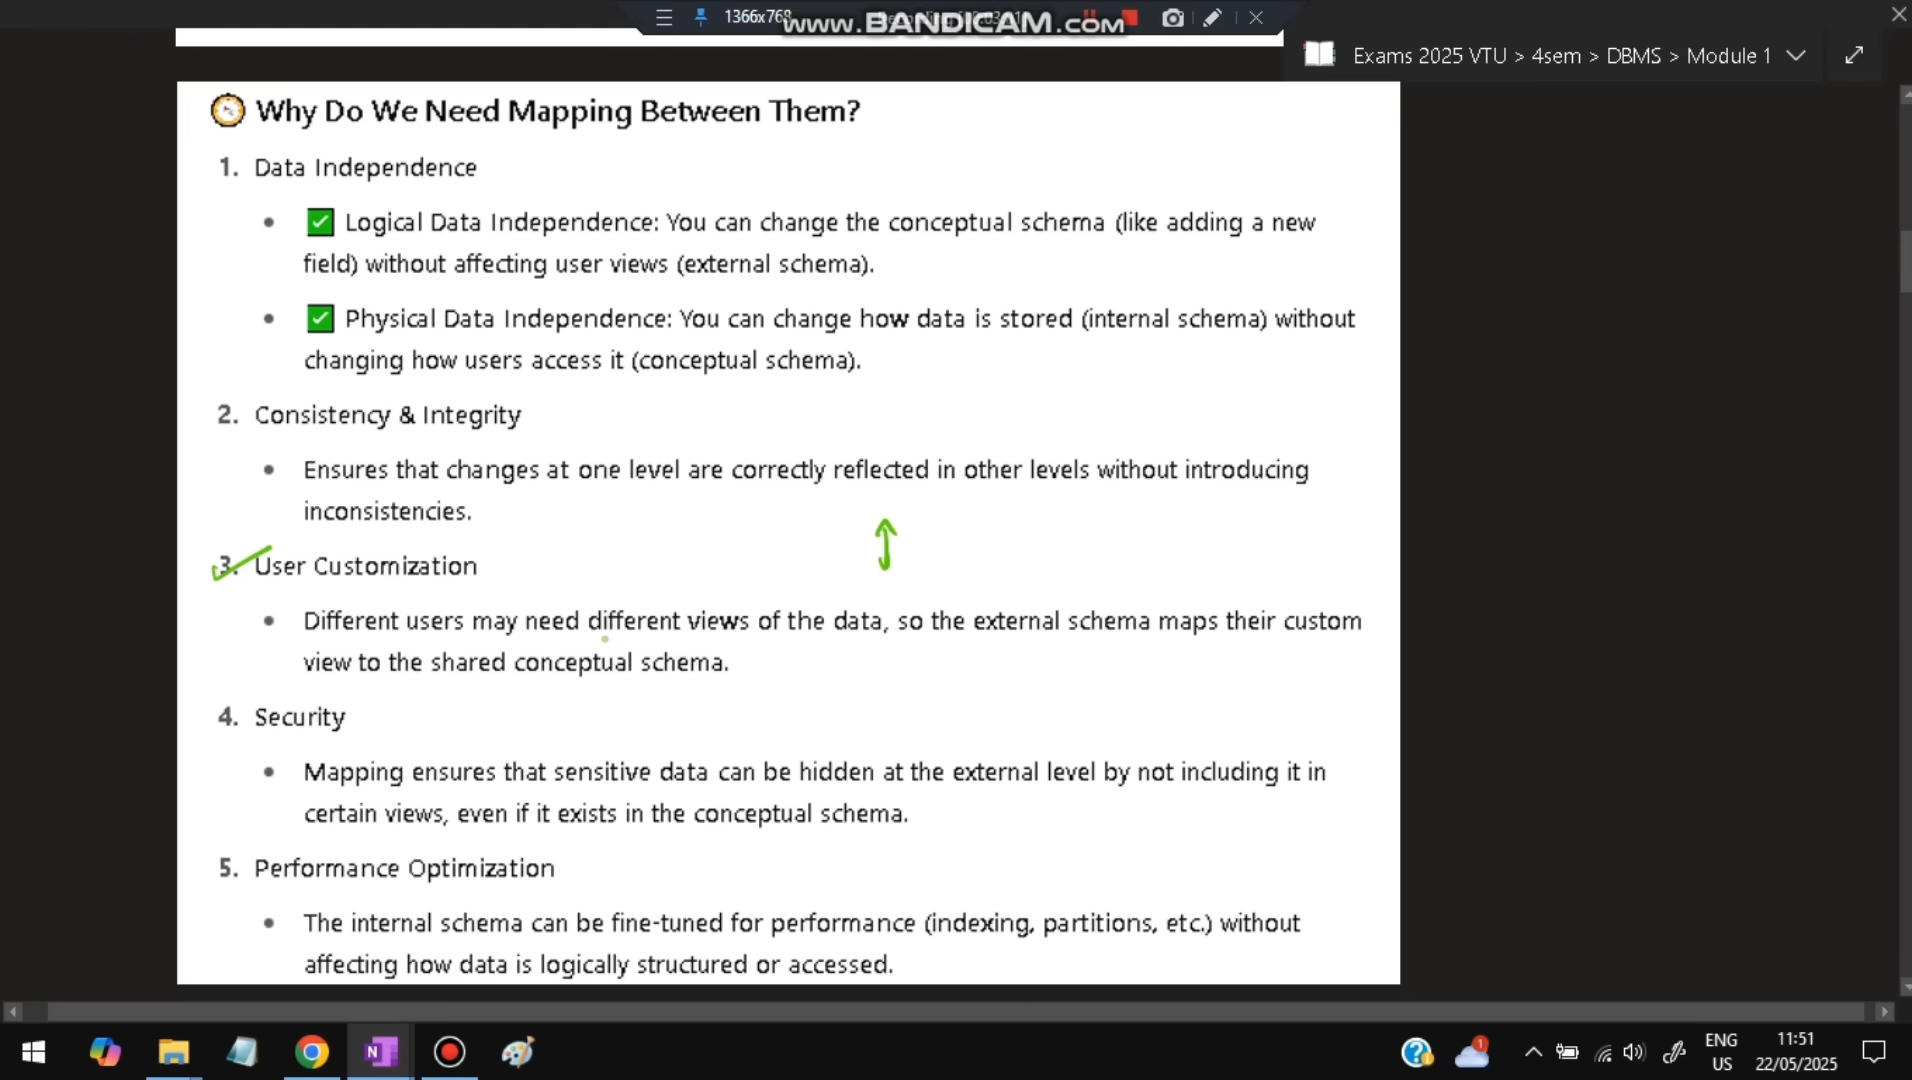 1366x768
www.BANDICAM.com
Exams 2025 VTU > 4sem > DBMS > Module 1
Why Do We Need Mapping Between Them?
1. Data Independence
• ✅ Logical Data Independence: You can change the conceptual schema (like adding a new
field) without affecting user views (external schema).
• ✅ Physical Data Independence: You can change how data is stored (internal schema) without
changing how users access it (conceptual schema).
2. Consistency & Integrity
• Ensures that changes at one level are correctly reflected in other levels without introducing
inconsistencies.
3. User Customization
• Different users may need different views of the data, so the external schema maps their custom
view to the shared conceptual schema.
4. Security
• Mapping ensures that sensitive data can be hidden at the external level by not including it in
certain views, even if it exists in the conceptual schema.
5. Performance Optimization
• The internal schema can be fine-tuned for performance (indexing, partitions, etc.) without
affecting how data is logically structured or accessed.
N
1
ENG
US
11:51
22/05/2025